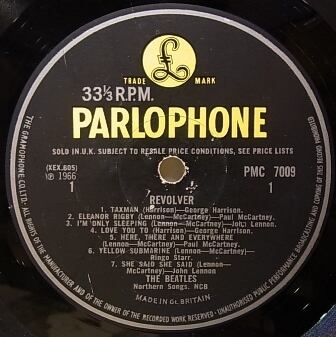 £
TRADE MARK
33⅓ R.P.M.
PARLOPHONE
SOLD IN U.K. SUBJECT TO RESALE PRICE CONDITIONS, SEE PRICE LISTS
(XEX.605)
℗ 1966
1
PMC 7009
1
REVOLVER
1. TAXMAN (Harrison)—George Harrison.
2. ELEANOR RIGBY (Lennon—McCartney)—Paul McCartney.
3. I'M ONLY SLEEPING (Lennon—McCartney)—John Lennon
4. LOVE YOU TO (Harrison)—George Harrison.
5. HERE, THERE AND EVERYWHERE
(Lennon—McCartney)—Paul McCartney.
6. YELLOW SUBMARINE (Lennon—McCartney)—
Ringo Starr.
7. SHE SAID SHE SAID (Lennon—
McCartney)—John Lennon
THE BEATLES
Northern Songs. NCB
MADE IN GT. BRITAIN
THE GRAMOPHONE CO. LTD. ALL RIGHTS OF THE MANUFACTURER AND OF THE OWNER OF THE RECORDED WORK RESERVED. UNAUTHORISED PUBLIC PERFORMANCE, BROADCASTING AND COPYING OF THIS RECORD PROHIBITED